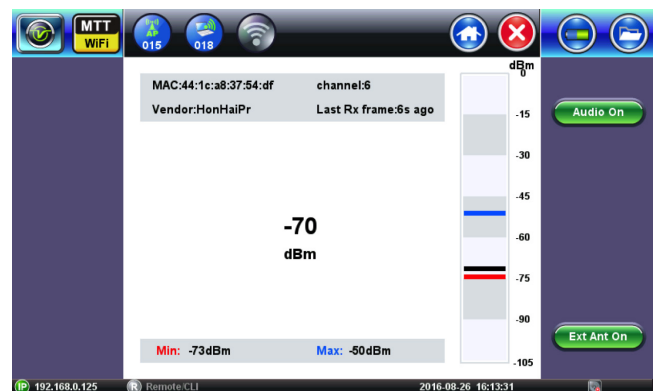 MTT
WiFi
AP
015
018
dBm
MAC:44:1c:a8:37:54:df channel:6
Vendor:HonHaiPr Last Rx frame:6s ago
0
-15
-30
-45
-60
-75
-90
-105
-70
dBm
Min: -73dBm Max: -50dBm
Audio On
Ext Ant On
IP 192.168.0.125 R Remote/CLI 2016-08-26 16:13:31